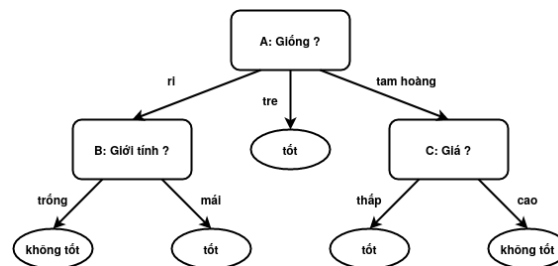 A: Giống ?
ri
tre
tam hoàng
B: Giới tính ?
tốt
C: Giá ?
trống
mái
thấp
cao
không tốt
tốt
tốt
không tốt